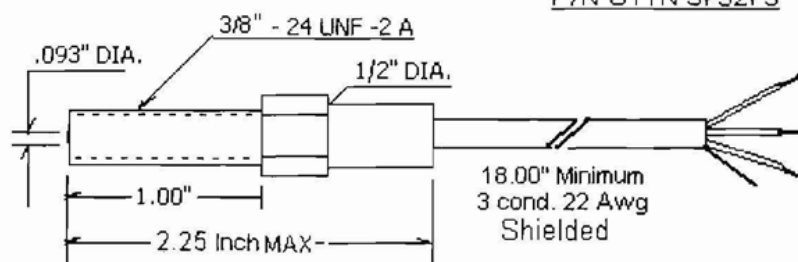 3/8" - 24 UNF -2 A
.093" DIA.
1/2" DIA.
1.00"
2.25 Inch MAX
18.00" Minimum
3 cond. 22 Awg
Shielded